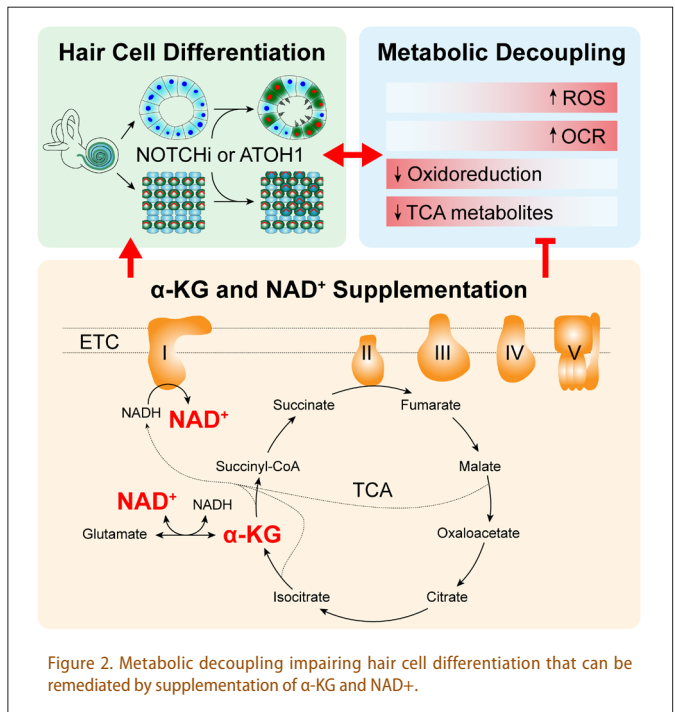 Hair Cell Differentiation
NOTCHi or ATOH1
Metabolic Decoupling
↑ ROS
↑ OCR
↓ Oxidoreduction
↓ TCA metabolites
α-KG and NAD⁺ Supplementation
ETC
I
II
III
IV
V
NADH
NAD⁺
Succinate
Fumarate
Succinyl-CoA
Malate
TCA
NAD⁺
NADH
Glutamate
α-KG
Oxaloacetate
Isocitrate
Citrate
Figure 2. Metabolic decoupling impairing hair cell differentiation that can be
remediated by supplementation of α-KG and NAD+.